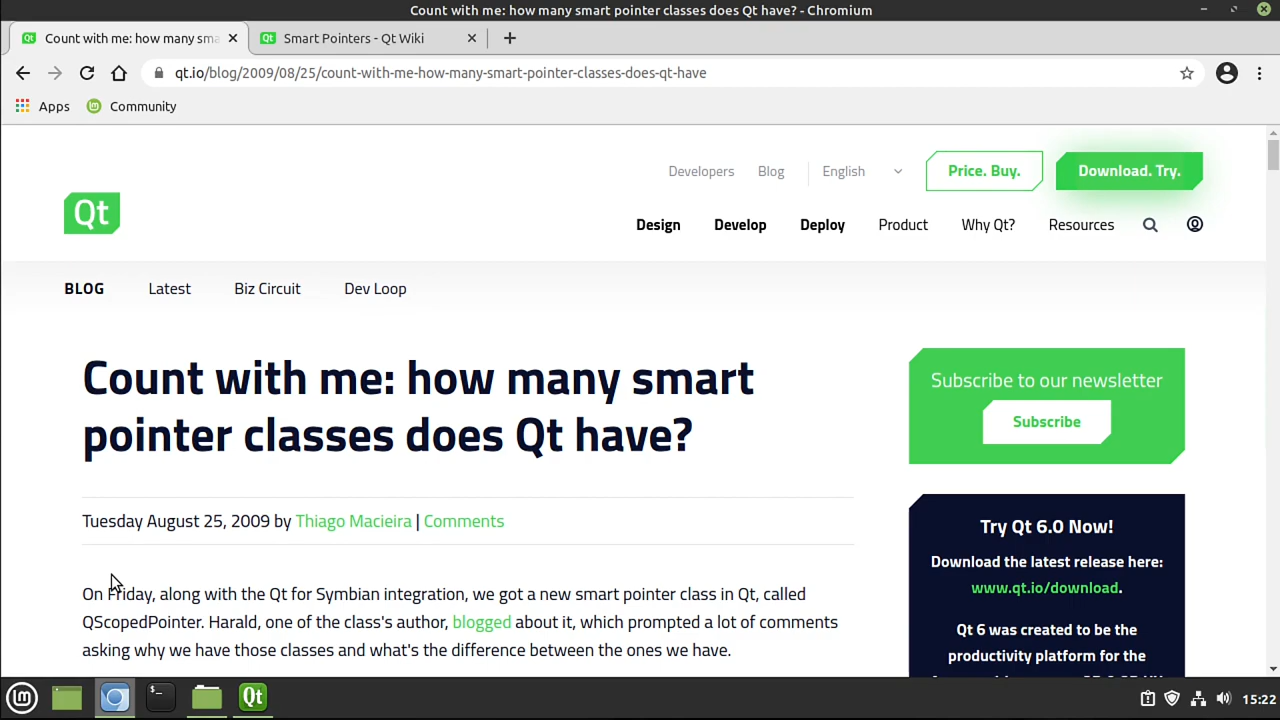 Count with me: how many smart pointer classes does Qt have? - Chromium
Count with me: how many sma
Smart Pointers - Qt Wiki
qt.io/blog/2009/08/25/count-with-me-how-many-smart-pointer-classes-does-qt-have
Apps
Community
Developers
Blog
English
Price. Buy.
Download. Try.
Qt
Design
Develop
Deploy
Product
Why Qt?
Resources
BLOG
Latest
Biz Circuit
Dev Loop
Count with me: how many smart
pointer classes does Qt have?
Tuesday August 25, 2009 by Thiago Macieira | Comments
On Friday, along with the Qt for Symbian integration, we got a new smart pointer class in Qt, called
QScopedPointer. Harald, one of the class's author, blogged about it, which prompted a lot of comments
asking why we have those classes and what's the difference between the ones we have.
Subscribe to our newsletter
Subscribe
Try Qt 6.0 Now!
Download the latest release here:
www.qt.io/download.
Qt 6 was created to be the
productivity platform for the
Qt
15:22